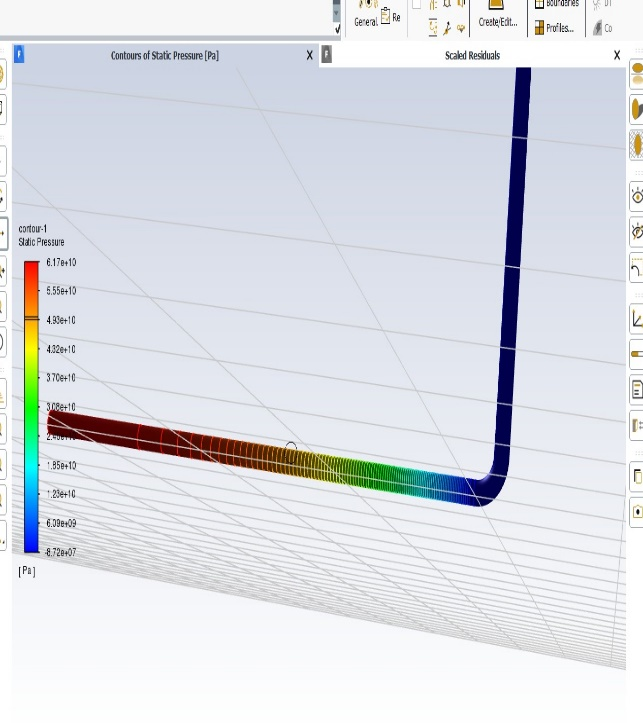 General
Re
Create/Edit...
Boundaries
Profiles...
Co
Contours of Static Pressure [Pa]
X
Scaled Residuals
X
contour-1
Static Pressure
6.17e+10
5.55e+10
4.93e+10
4.32e+10
3.70e+10
3.08e+10
1.85e+10
1.23e+10
6.09e+09
-8.72e+07
[ Pa ]